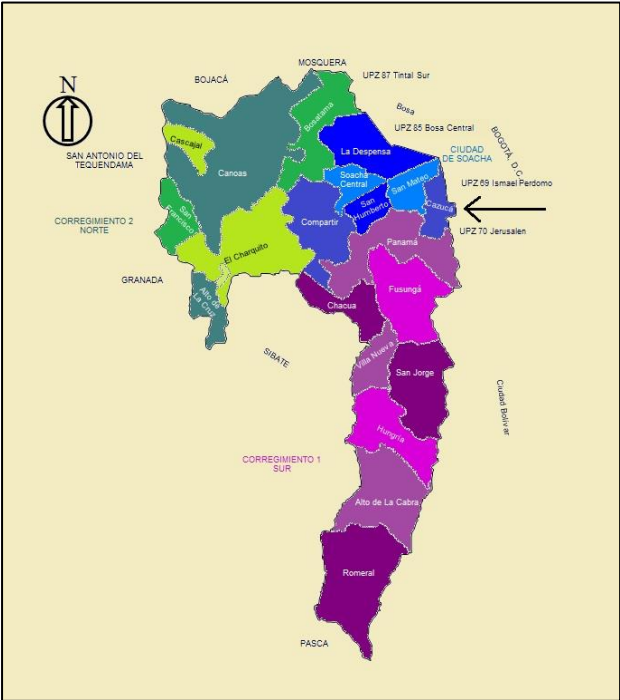 MOSQUERA
BOJACÁ
UPZ 87 Tintal Sur
N
Bosatama
Bosa
UPZ 85 Bosa Central
BOGOTÁ, D.C.
Cascajal
SAN ANTONIO DEL
TEQUENDAMA
Canoas
La Despensa
CIUDAD
DE SOACHA
Soacha
Central
San Mateo
UPZ 69 Ismael Perdomo
San
Humberto
Cazucá
San
Francisco
CORREGIMIENTO 2
NORTE
Compartir
UPZ 70 Jerusalen
El Charquito
Panamá
GRANADA
Alto de
La Cruz
Fusungá
Chacua
SIBATE
Villa Nueva
San Jorge
Ciudad Bolívar
Hungría
CORREGIMIENTO 1
SUR
Alto de La Cabra
Romeral
PASCA